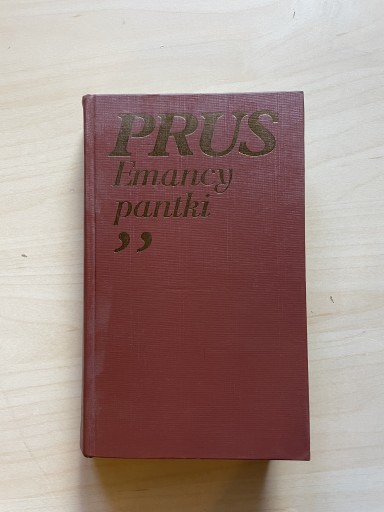 PRUS
Emancy
pantki
”